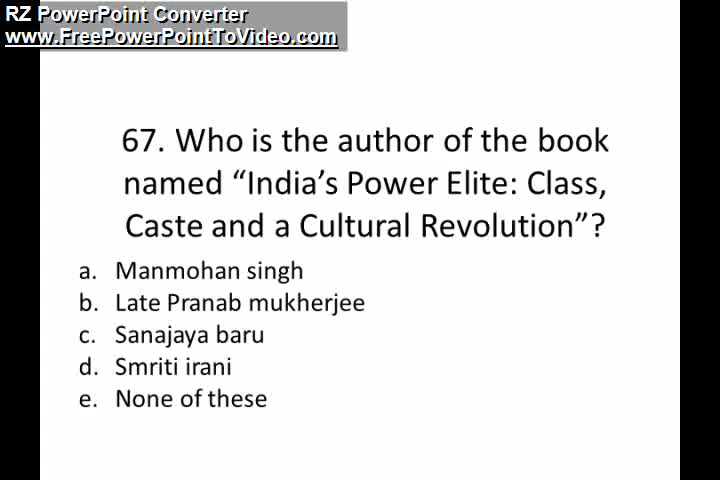 RZ PowerPoint Converter
www.FreePowerPointToVideo.com
67. Who is the author of the book
named “India’s Power Elite: Class,
Caste and a Cultural Revolution”?
a. Manmohan singh
b. Late Pranab mukherjee
c. Sanajaya baru
d. Smriti irani
e. None of these